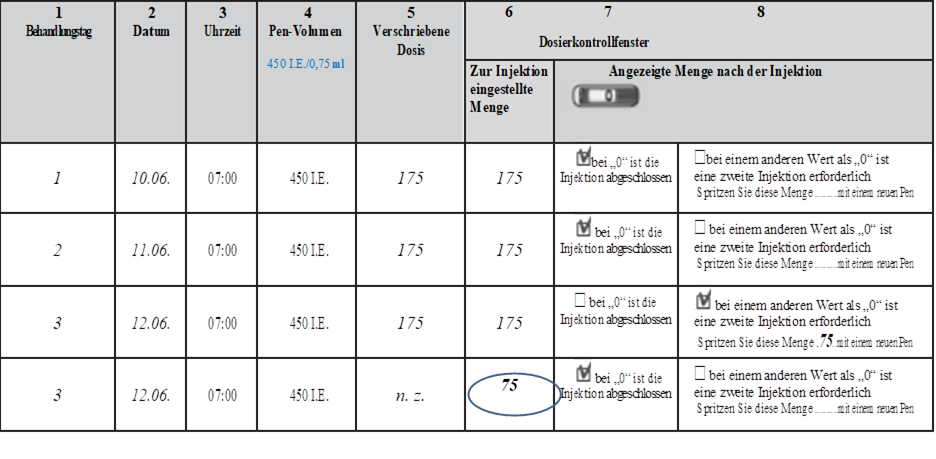 1 2 3 4 5 6 7 8
Behandlungstag Datum Uhrzeit Pen-Volumen Verschriebene Dosis Dosierkontrollfenster
450 I.E./0,75 ml
Zur Injektion eingestellte Menge Angezeigte Menge nach der Injektion
0
1 10.06. 07:00 450 I.E. 175 175
bei „0“ ist die
Injektion abgeschlossen
bei einem anderen Wert als „0“ ist
eine zweite Injektion erforderlich
Spritzen Sie diese Menge ..........mit einem neuen Pen
2 11.06. 07:00 450 I.E. 175 175
bei „0“ ist die
Injektion abgeschlossen
bei einem anderen Wert als „0“ ist
eine zweite Injektion erforderlich
Spritzen Sie diese Menge ..........mit einem neuen Pen
3 12.06. 07:00 450 I.E. 175 175
bei „0“ ist die
Injektion abgeschlossen
bei einem anderen Wert als „0“ ist
eine zweite Injektion erforderlich
Spritzen Sie diese Menge .75.mit einem neuen Pen
3 12.06. 07:00 450 I.E. n. z. 75
bei „0“ ist die
Injektion abgeschlossen
bei einem anderen Wert als „0“ ist
eine zweite Injektion erforderlich
Spritzen Sie diese Menge ..........mit einem neuen Pen